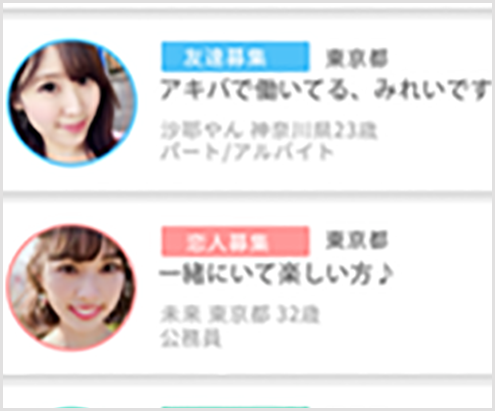 友達募集 東京都
アキバで働いてる、みれいです
沙耶やん 神奈川県23歳
パート/アルバイト
恋人募集 東京都
一緒にいて楽しい方♪
未来 東京都 32歳
公務員